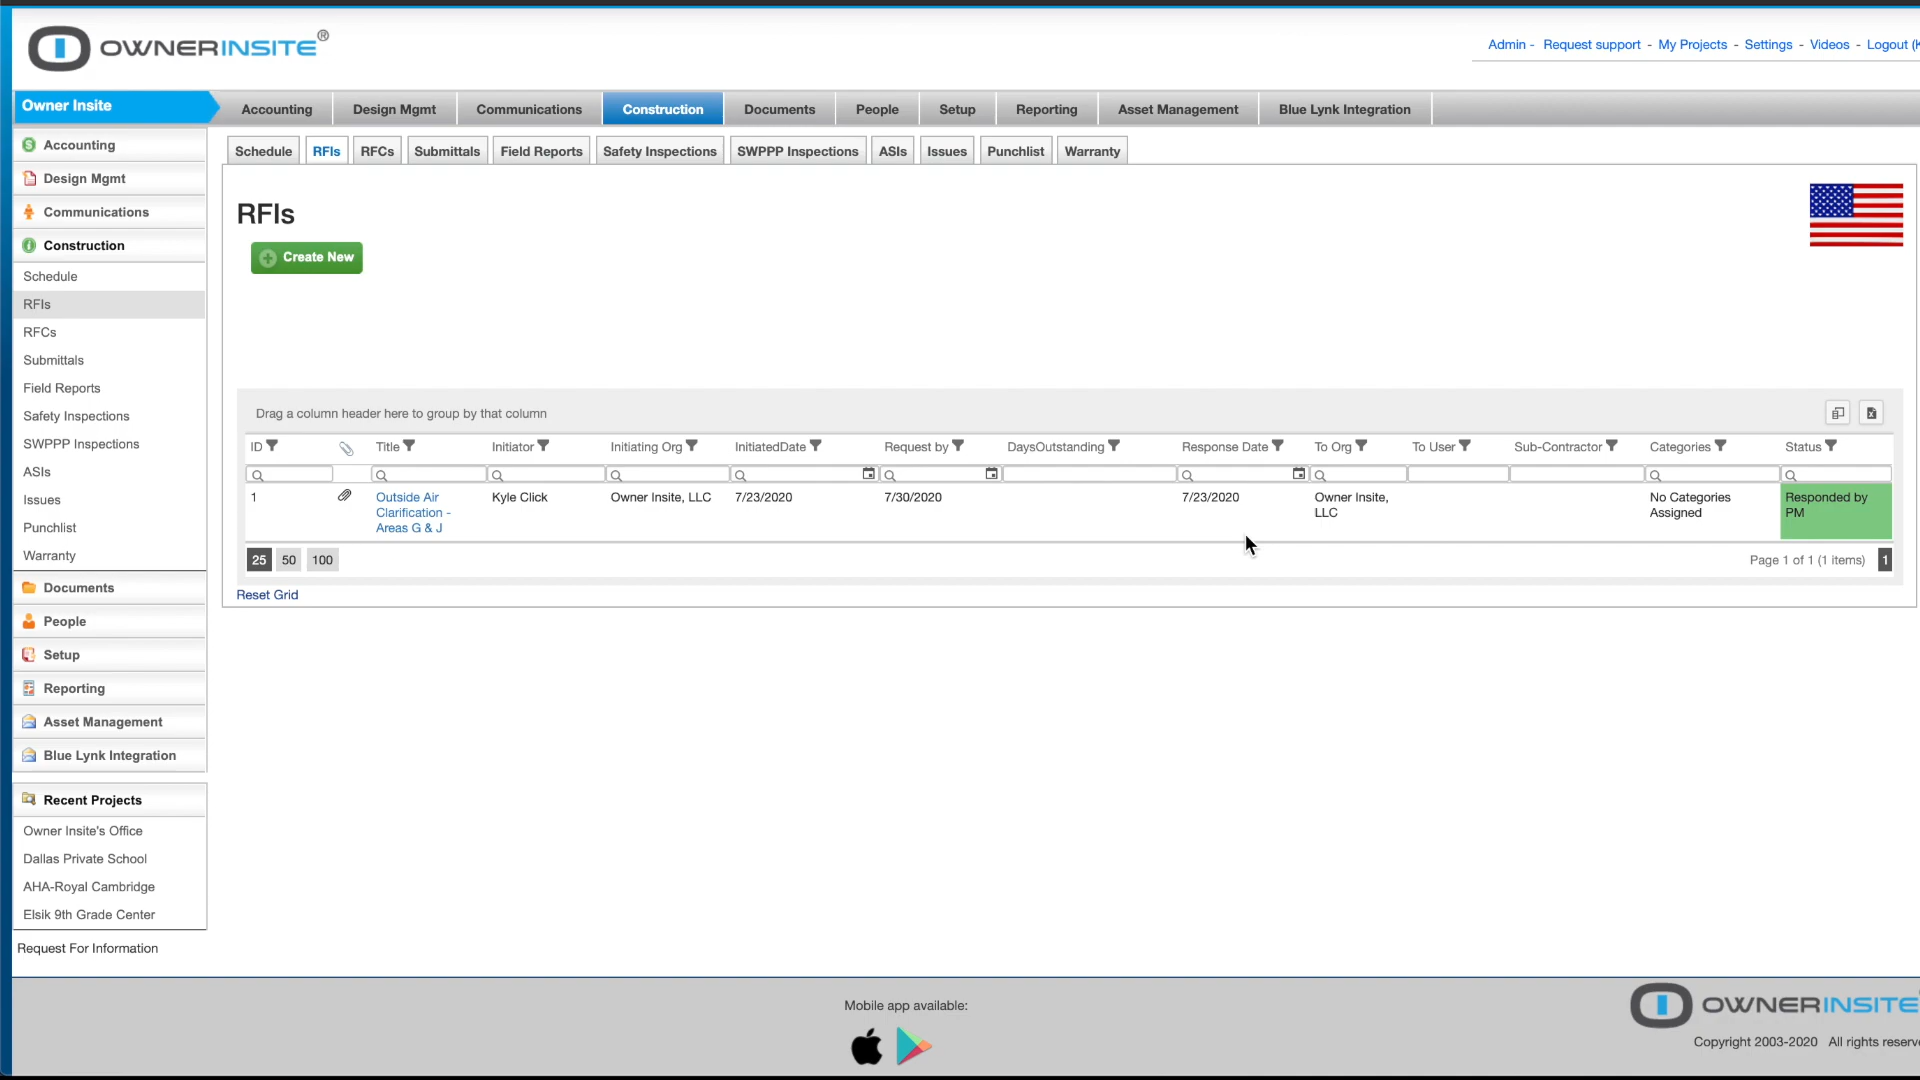 OWNERINSITE®
Admin - Request support - My Projects - Settings - Videos - Logout (K
Owner Insite
Accounting Design Mgmt Communications Construction Documents People Setup Reporting Asset Management Blue Lynk Integration
Schedule RFIs RFCs Submittals Field Reports Safety Inspections SWPPP Inspections ASIs Issues Punchlist Warranty
Accounting
Design Mgmt
Communications
Construction
Schedule
RFIs
RFCs
Submittals
Field Reports
Safety Inspections
SWPPP Inspections
ASIs
Issues
Punchlist
Warranty
Documents
People
Setup
Reporting
Asset Management
Blue Lynk Integration
Recent Projects
Owner Insite's Office
Dallas Private School
AHA-Royal Cambridge
Elsik 9th Grade Center
Request For Information
RFIs
Create New
Drag a column header here to group by that column
ID Title Initiator Initiating Org InitiatedDate Request by DaysOutstanding Response Date To Org To User Sub-Contractor Categories Status
1 Outside Air Kyle Click Owner Insite, LLC 7/23/2020 7/30/2020 7/23/2020 Owner Insite, No Categories Responded by
Clarification - LLC Assigned PM
Areas G & J
25 50 100 Page 1 of 1 (1 items) 1
Reset Grid
Mobile app available:
OWNERINSITE
Copyright 2003-2020 All rights reserve